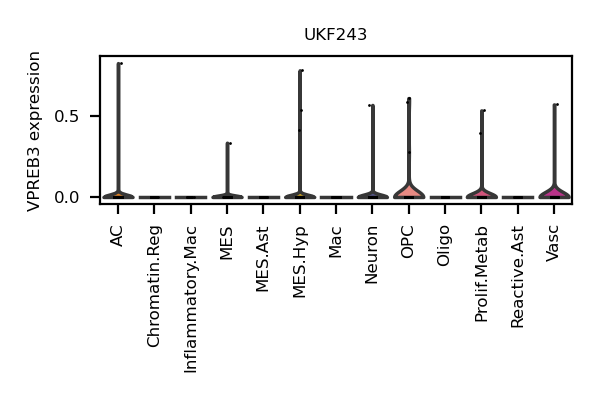 UKF243
VPREB3 expression
0.5
0.0
AC
Chromatin.Reg
Inflammatory.Mac
MES
MES.Ast
MES.Hyp
Mac
Neuron
OPC
Oligo
Prolif.Metab
Reactive.Ast
Vasc